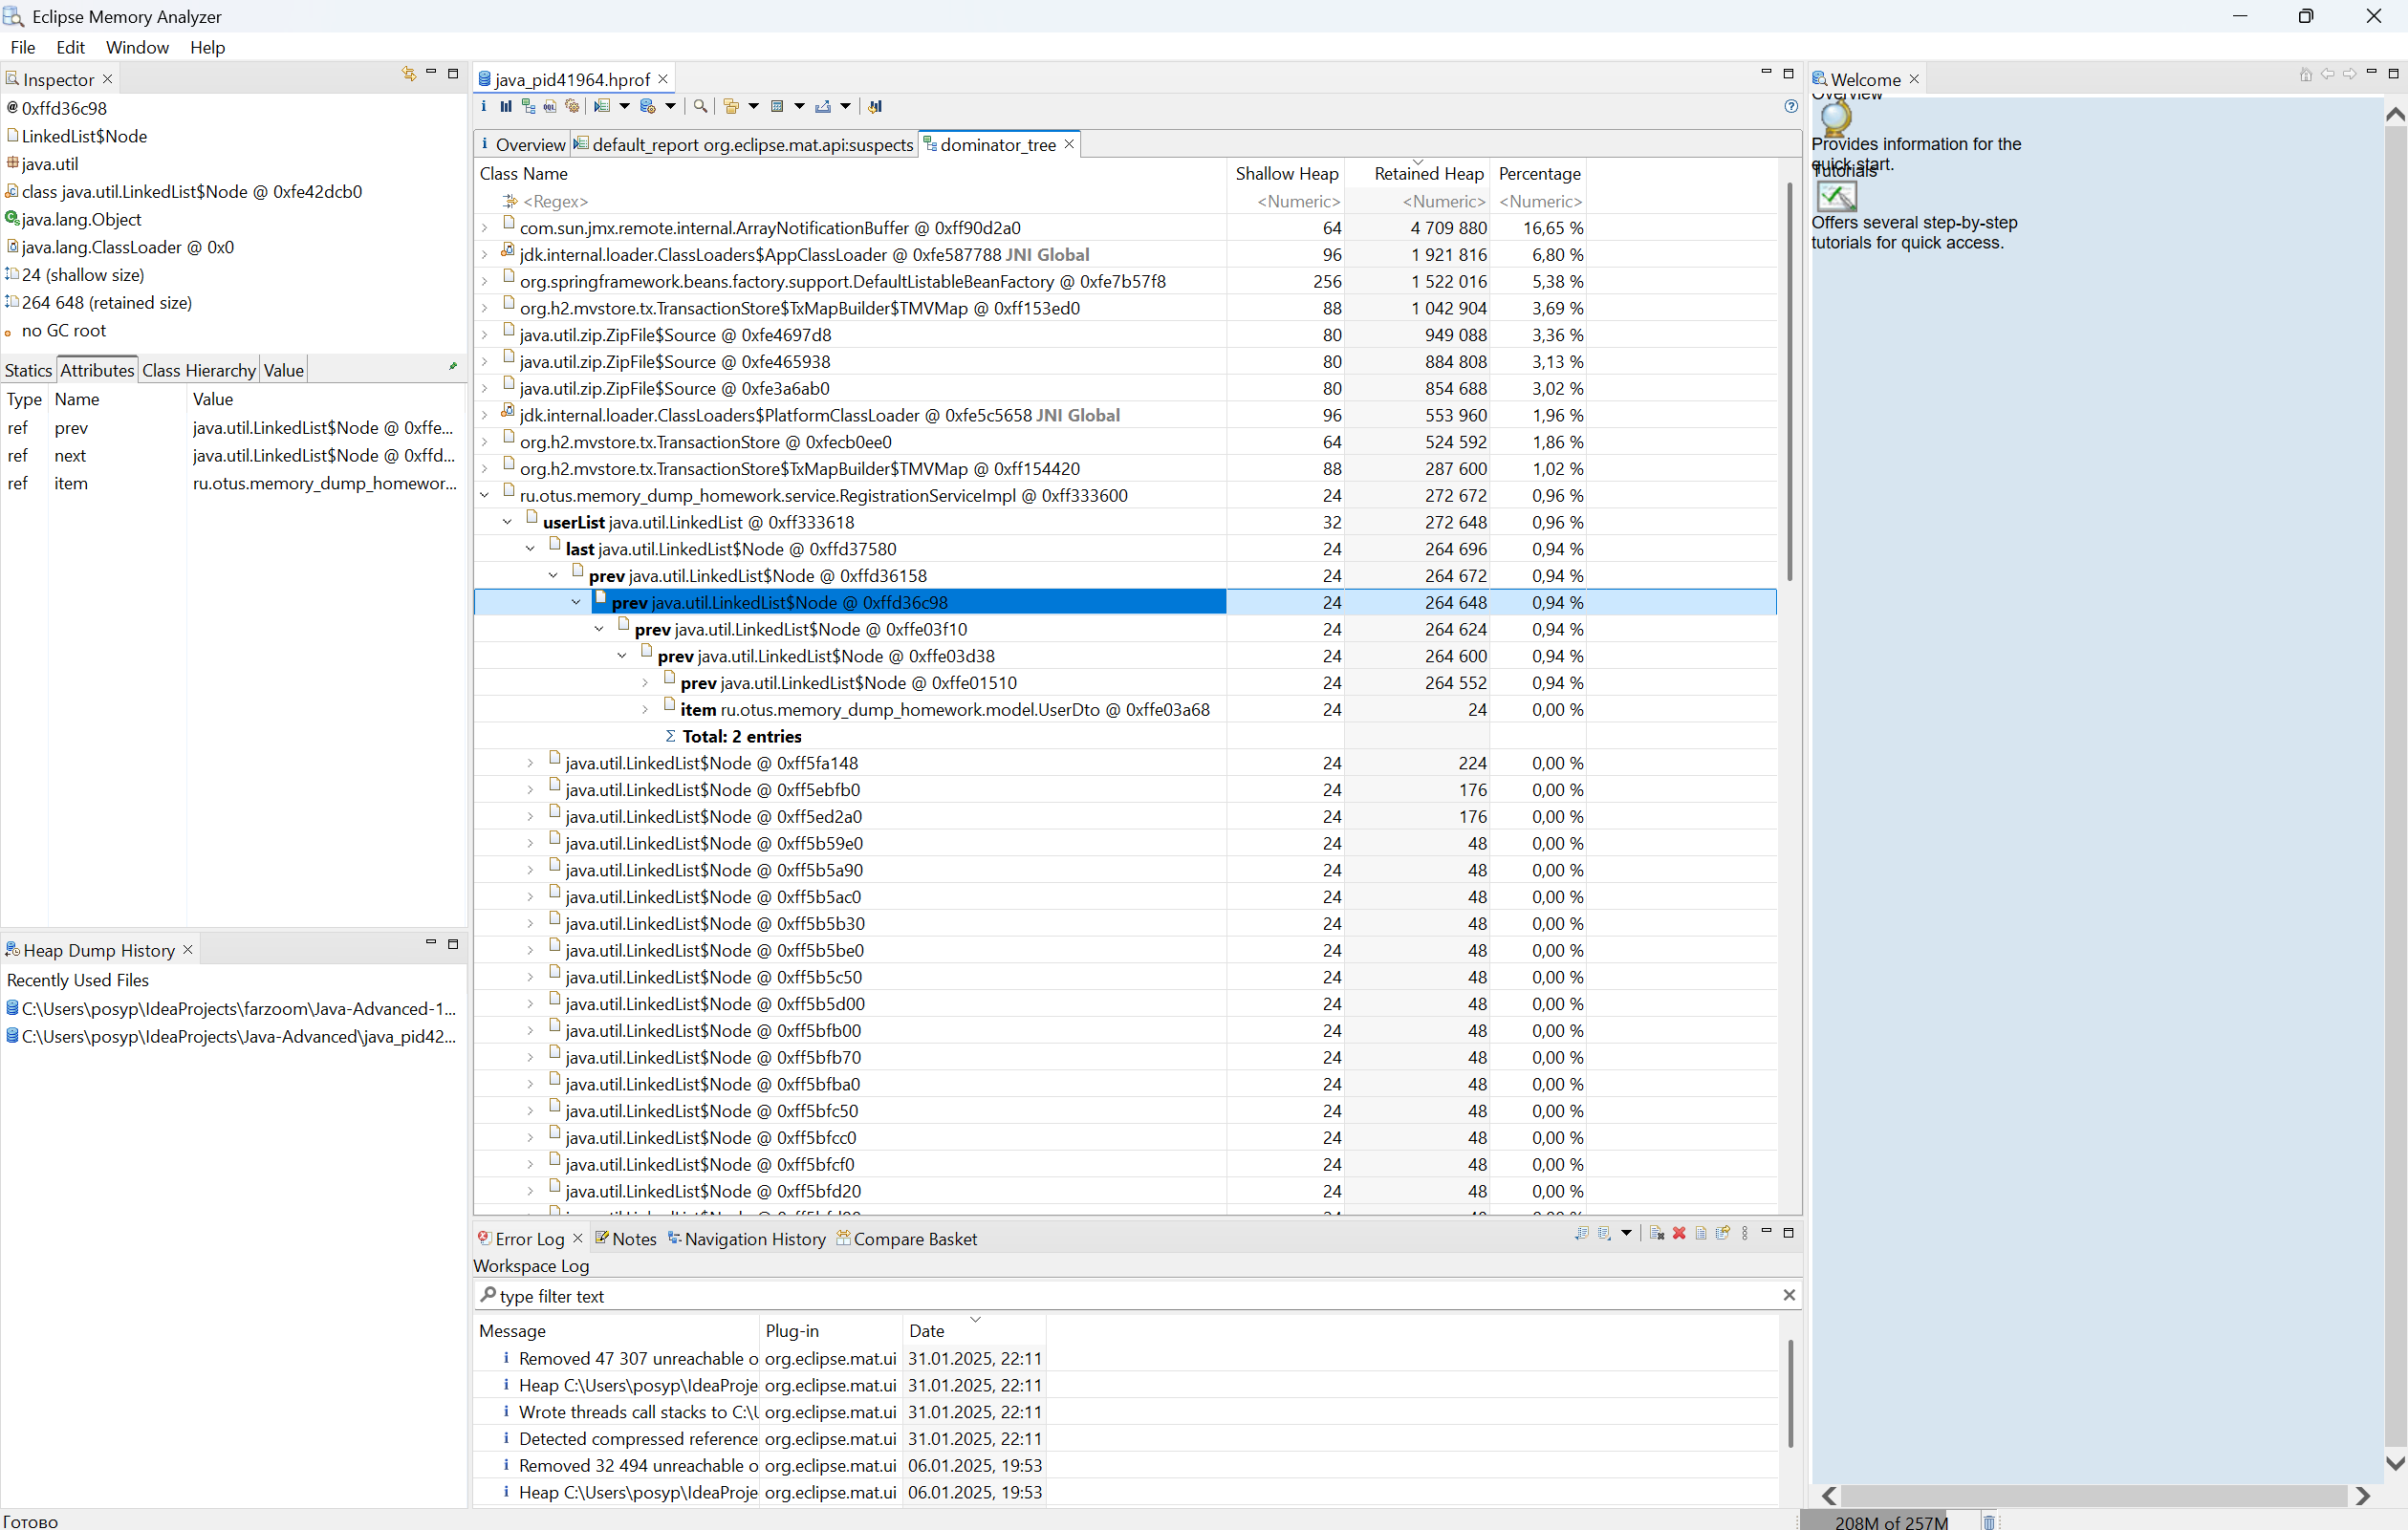 Eclipse Memory Analyzer
File Edit Window Help
Inspector
0xffd36c98
LinkedList$Node
java.util
class java.util.LinkedList$Node @ 0xfe42dcb0
java.lang.Object
java.lang.ClassLoader @ 0x0
24 (shallow size)
264 648 (retained size)
no GC root
Statics Attributes Class Hierarchy Value
Type Name Value
ref prev java.util.LinkedList$Node @ 0xffe...
ref next java.util.LinkedList$Node @ 0xffd...
ref item ru.otus.memory_dump_homewor...
Heap Dump History
Recently Used Files
C:\Users\posyp\IdeaProjects\farzoom\Java-Advanced-1...
C:\Users\posyp\IdeaProjects\Java-Advanced\java_pid42...
java_pid41964.hprof
Overview default_report org.eclipse.mat.api:suspects dominator_tree
Class Name Shallow Heap Retained Heap Percentage
<Regex> <Numeric> <Numeric> <Numeric>
com.sun.jmx.remote.internal.ArrayNotificationBuffer @ 0xff90d2a0 64 4 709 880 16,65 %
jdk.internal.loader.ClassLoaders$AppClassLoader @ 0xfe587788 JNI Global 96 1 921 816 6,80 %
org.springframework.beans.factory.support.DefaultListableBeanFactory @ 0xfe7b57f8 256 1 522 016 5,38 %
org.h2.mvstore.tx.TransactionStore$TxMapBuilder$TMVMap @ 0xff153ed0 88 1 042 904 3,69 %
java.util.zip.ZipFile$Source @ 0xfe4697d8 80 949 088 3,36 %
java.util.zip.ZipFile$Source @ 0xfe465938 80 884 808 3,13 %
java.util.zip.ZipFile$Source @ 0xfe3a6ab0 80 854 688 3,02 %
jdk.internal.loader.ClassLoaders$PlatformClassLoader @ 0xfe5c5658 JNI Global 96 553 960 1,96 %
org.h2.mvstore.tx.TransactionStore @ 0xfecb0ee0 64 524 592 1,86 %
org.h2.mvstore.tx.TransactionStore$TxMapBuilder$TMVMap @ 0xff154420 88 287 600 1,02 %
ru.otus.memory_dump_homework.service.RegistrationServiceImpl @ 0xff333600 24 272 672 0,96 %
userList java.util.LinkedList @ 0xff333618 32 272 648 0,96 %
last java.util.LinkedList$Node @ 0xffd37580 24 264 696 0,94 %
prev java.util.LinkedList$Node @ 0xffd36158 24 264 672 0,94 %
prev java.util.LinkedList$Node @ 0xffd36c98 24 264 648 0,94 %
prev java.util.LinkedList$Node @ 0xffe03f10 24 264 624 0,94 %
prev java.util.LinkedList$Node @ 0xffe03d38 24 264 600 0,94 %
prev java.util.LinkedList$Node @ 0xffe01510 24 264 552 0,94 %
item ru.otus.memory_dump_homework.model.UserDto @ 0xffe03a68 24 24 0,00 %
Σ Total: 2 entries
java.util.LinkedList$Node @ 0xff5fa148 24 224 0,00 %
java.util.LinkedList$Node @ 0xff5ebfb0 24 176 0,00 %
java.util.LinkedList$Node @ 0xff5ed2a0 24 176 0,00 %
java.util.LinkedList$Node @ 0xff5b59e0 24 48 0,00 %
java.util.LinkedList$Node @ 0xff5b5a90 24 48 0,00 %
java.util.LinkedList$Node @ 0xff5b5ac0 24 48 0,00 %
java.util.LinkedList$Node @ 0xff5b5b30 24 48 0,00 %
java.util.LinkedList$Node @ 0xff5b5be0 24 48 0,00 %
java.util.LinkedList$Node @ 0xff5b5c50 24 48 0,00 %
java.util.LinkedList$Node @ 0xff5b5d00 24 48 0,00 %
java.util.LinkedList$Node @ 0xff5bfb00 24 48 0,00 %
java.util.LinkedList$Node @ 0xff5bfb70 24 48 0,00 %
java.util.LinkedList$Node @ 0xff5bfba0 24 48 0,00 %
java.util.LinkedList$Node @ 0xff5bfc50 24 48 0,00 %
java.util.LinkedList$Node @ 0xff5bfcc0 24 48 0,00 %
java.util.LinkedList$Node @ 0xff5bfcf0 24 48 0,00 %
java.util.LinkedList$Node @ 0xff5bfd20 24 48 0,00 %
Error Log Notes Navigation History Compare Basket
Workspace Log
type filter text
Message Plug-in Date
Removed 47 307 unreachable o org.eclipse.mat.ui 31.01.2025, 22:11
Heap C:\Users\posyp\IdeaProje org.eclipse.mat.ui 31.01.2025, 22:11
Wrote threads call stacks to C:\U org.eclipse.mat.ui 31.01.2025, 22:11
Detected compressed reference org.eclipse.mat.ui 31.01.2025, 22:11
Removed 32 494 unreachable o org.eclipse.mat.ui 06.01.2025, 19:53
Heap C:\Users\posyp\IdeaProje org.eclipse.mat.ui 06.01.2025, 19:53
Welcome
Overview
Provides information for the
quick start.
Tutorials
Offers several step-by-step
tutorials for quick access.
Готово
208M of 257M